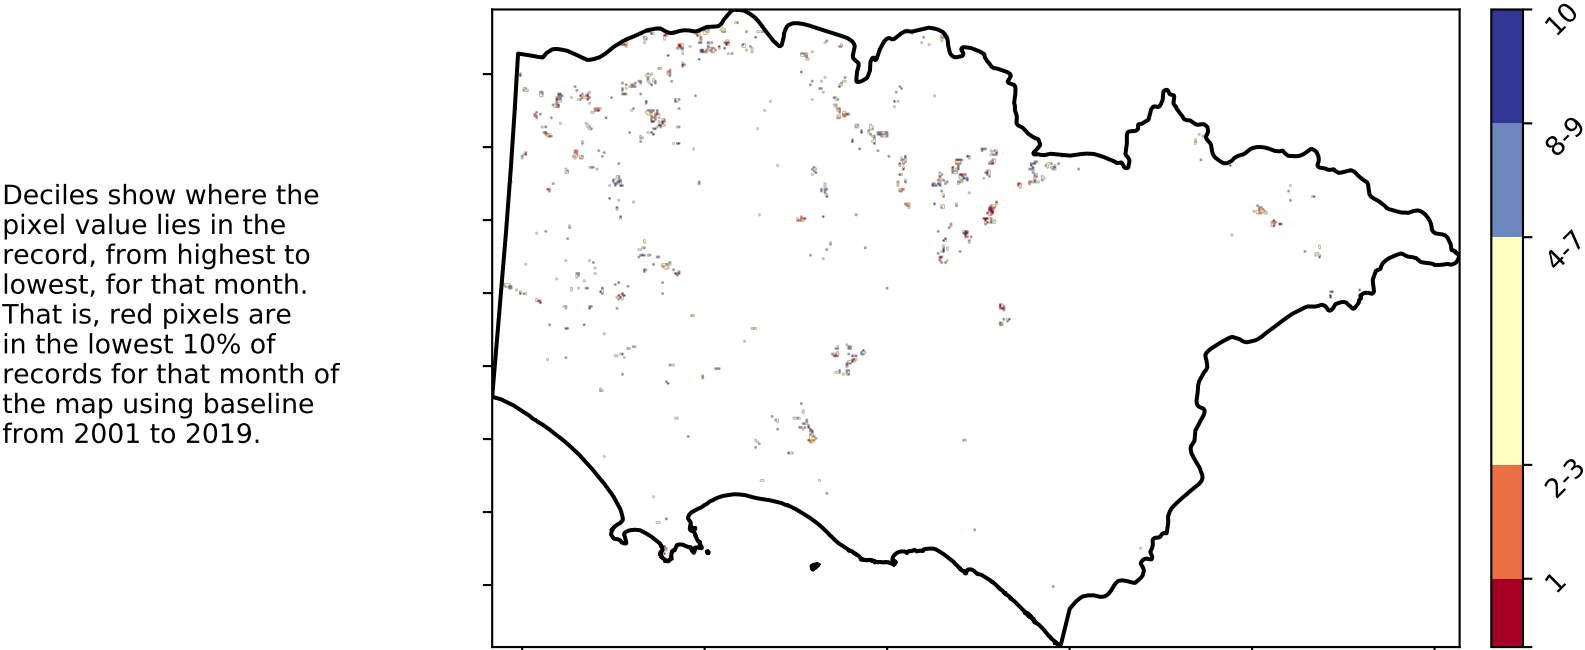 Deciles show where the
pixel value lies in the
record, from highest to
lowest, for that month.
That is, red pixels are
in the lowest 10% of
records for that month of
the map using baseline
from 2001 to 2019.
10
8-9
4-7
2-3
1